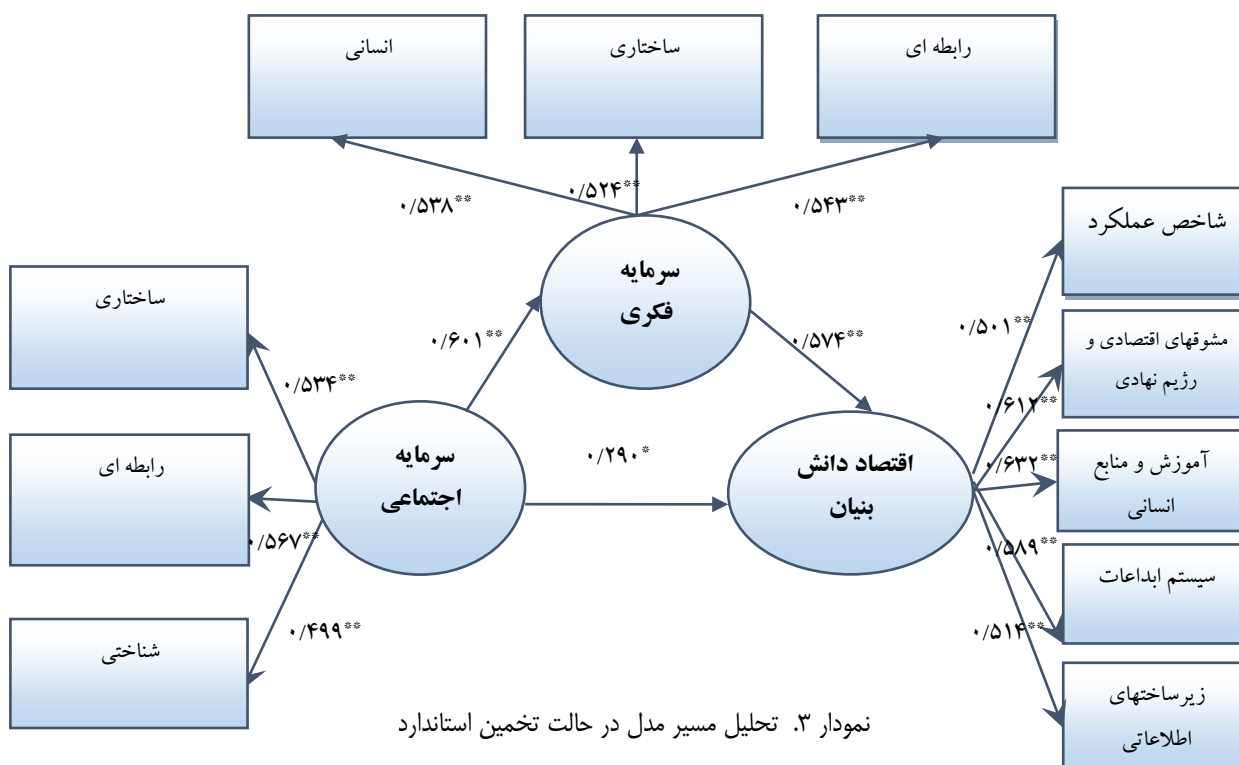 رابطه ای
ساختاری
انسانی
۰/۵۴۳**
۰/۵۲۴**
۰/۵۳۸**
شاخص عملکرد
مشوقهای اقتصادی و
رژیم نهادی
آموزش و منابع
انسانی
سیستم ابداعات
زیرساختهای
اطلاعاتی
۰/۵۰۱**
۰/۶۱۲**
۰/۶۳۲**
۰/۵۸۹**
۰/۵۱۴**
سرمایه
فکری
۰/۵۷۴**
۰/۶۰۱**
اقتصاد دانش
بنیان
۰/۲۹۰*
سرمایه
اجتماعی
۰/۵۳۴**
۰/۵۶۷**
۰/۴۹۹**
ساختاری
رابطه ای
شناختی
نمودار ۳. تحلیل مسیر مدل در حالت تخمین استاندارد